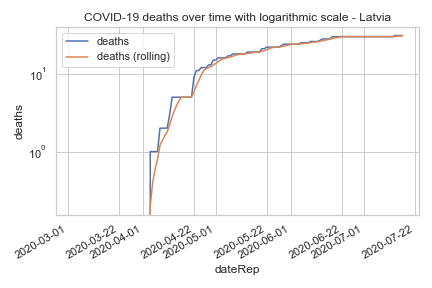 COVID-19 deaths over time with logarithmic scale - Latvia
deaths
deaths (rolling)
10¹
10⁰
deaths
2020-03-01
2020-03-22
2020-04-01
2020-04-22
2020-05-01
2020-05-22
2020-06-01
2020-06-22
2020-07-01
2020-07-22
dateRep